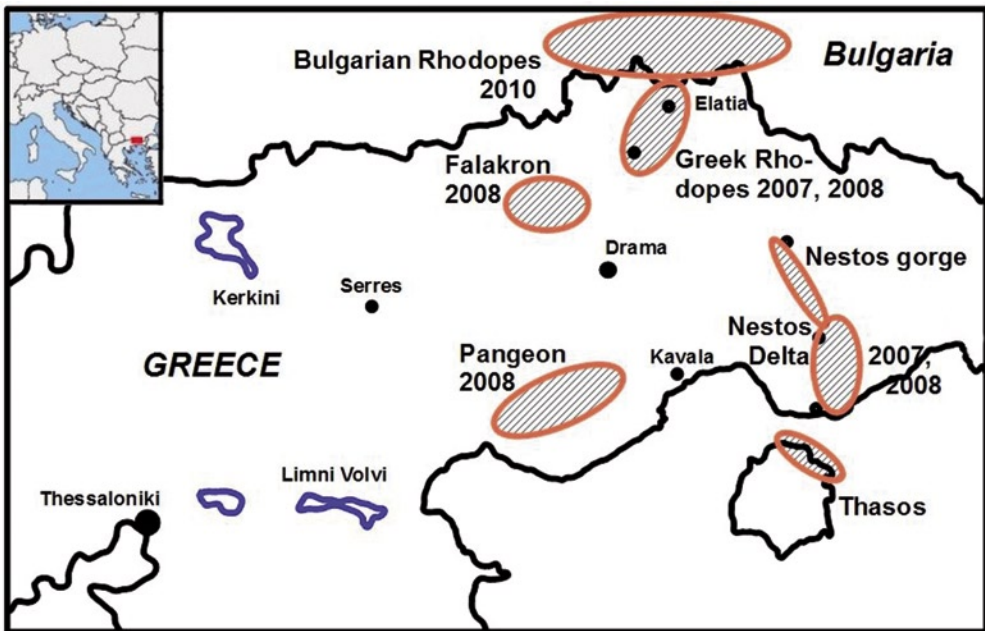 Bulgarian Rhodopes
2010
Bulgaria
Elatia
Falakron
2008
Greek Rho-
dopes 2007, 2008
Drama
Nestos gorge
Kerkini
Serres
GREECE
Pangeon
2008
Kavala
Nestos
Delta
2007,
2008
Limni Volvi
Thessaloniki
Thasos